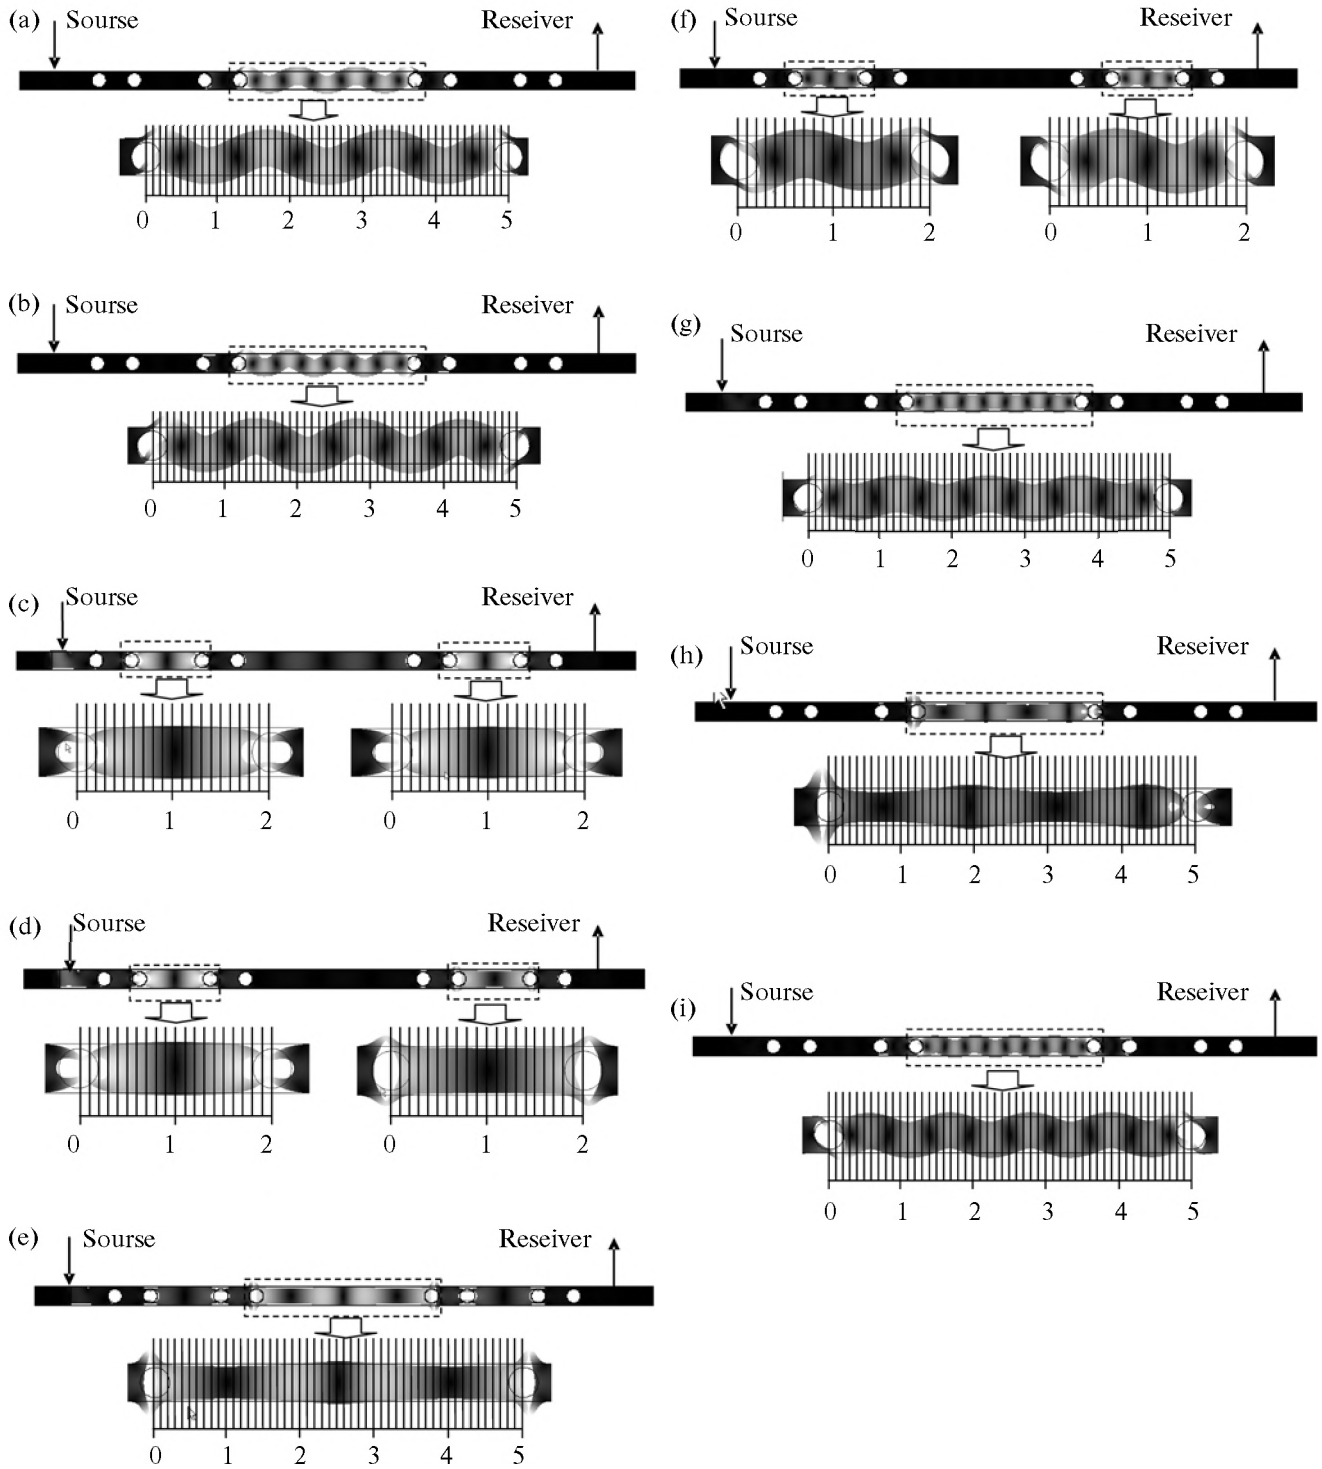 (a) Sourse Reseiver
0 1 2 3 4 5
(b) Sourse Reseiver
0 1 2 3 4 5
(c) Sourse Reseiver
0 1 2 0 1 2
(d) Sourse Reseiver
0 1 2 0 1 2
(e) Sourse Reseiver
0 1 2 3 4 5
(f) Sourse Reseiver
0 1 2 0 1 2
(g) Sourse Reseiver
0 1 2 3 4 5
(h) Sourse Reseiver
0 1 2 3 4 5
(i) Sourse Reseiver
0 1 2 3 4 5